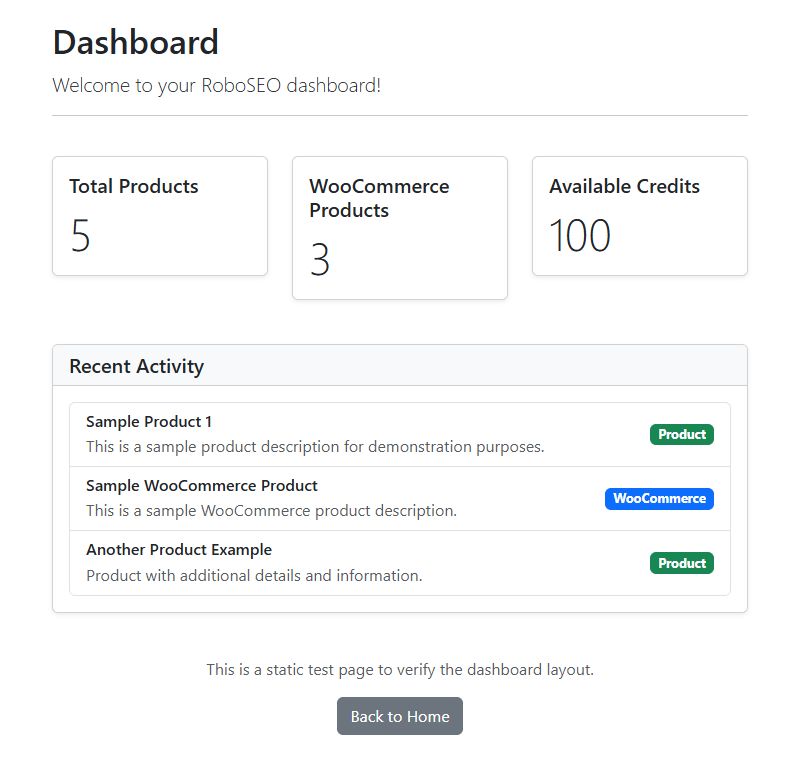 Dashboard
Welcome to your RoboSEO dashboard!
Total Products
5
WooCommerce
Products
3
Available Credits
100
Recent Activity
Sample Product 1
This is a sample product description for demonstration purposes.
Product
Sample WooCommerce Product
This is a sample WooCommerce product description.
WooCommerce
Another Product Example
Product with additional details and information.
Product
This is a static test page to verify the dashboard layout.
Back to Home